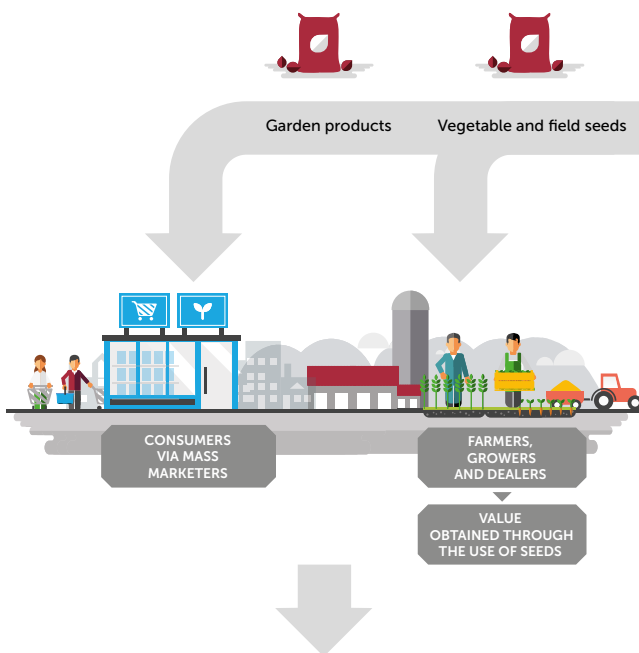 Garden products
Vegetable and field seeds
CONSUMERS
VIA MASS
MARKETERS
FARMERS,
GROWERS
AND DEALERS
VALUE
OBTAINED THROUGH
THE USE OF SEEDS